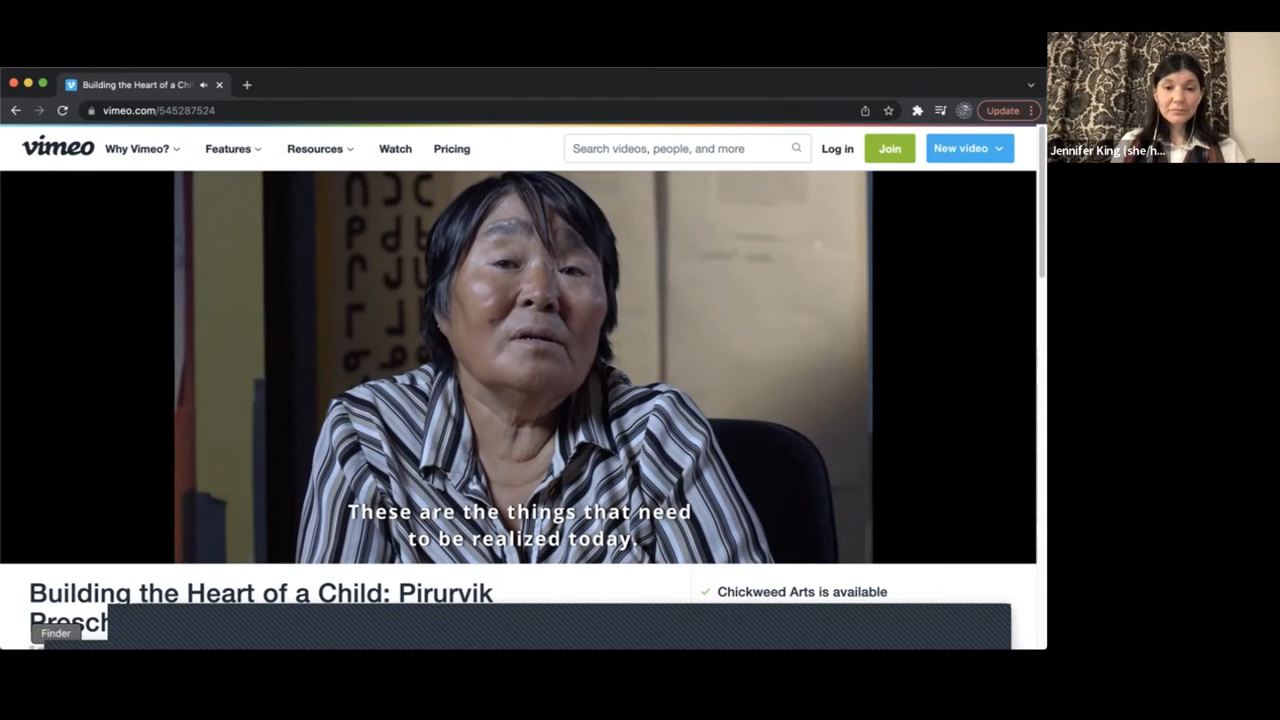 Building the Heart of a Chi
vimeo.com/545287524
Update
vimeo
Why Vimeo?
Features
Resources
Watch
Pricing
Search videos, people, and more
Log in
Join
New video
Jennifer King (she/h...
These are the things that need
to be realized today.
Building the Heart of a Child: Pirurvik
Presch
Chickweed Arts is available
Finder